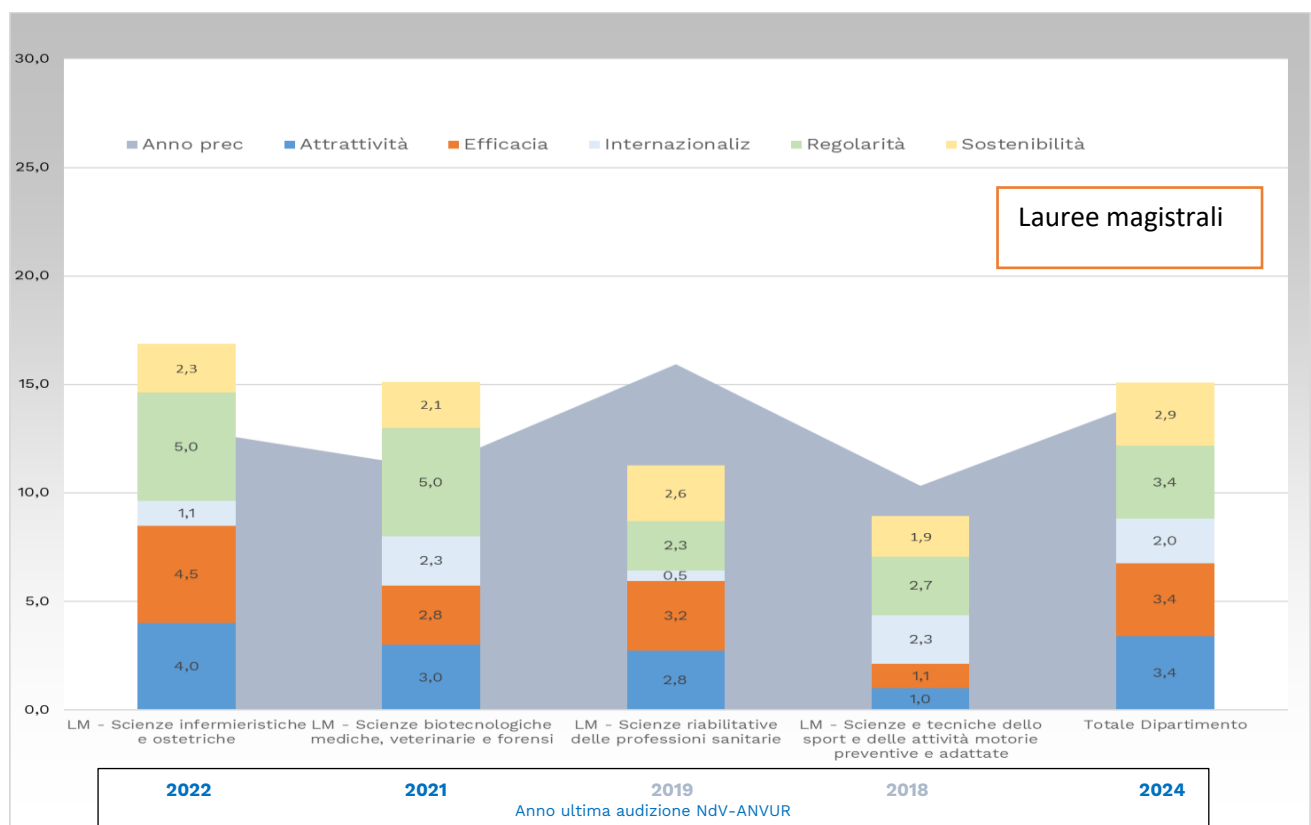 30,0
Anno prec Attrattività Efficacia Internazionaliz Regolarità Sostenibilità
25,0
Lauree magistrali
20,0
15,0
10,0
5,0
0,0
2,3
5,0
1,1
4,5
4,0
2,1
5,0
2,3
2,8
3,0
2,6
2,3
0,5
3,2
2,8
1,9
2,7
2,3
1,1
1,0
2,9
3,4
2,0
3,4
3,4
LM - Scienze infermieristiche
e ostetriche
LM - Scienze biotecnologiche
mediche, veterinarie e forensi
LM - Scienze riabilitative
delle professioni sanitarie
LM - Scienze e tecniche dello
sport e delle attività motorie
preventive e adattate
Totale Dipartimento
2022 2021 2019 2018 2024
Anno ultima audizione NdV-ANVUR